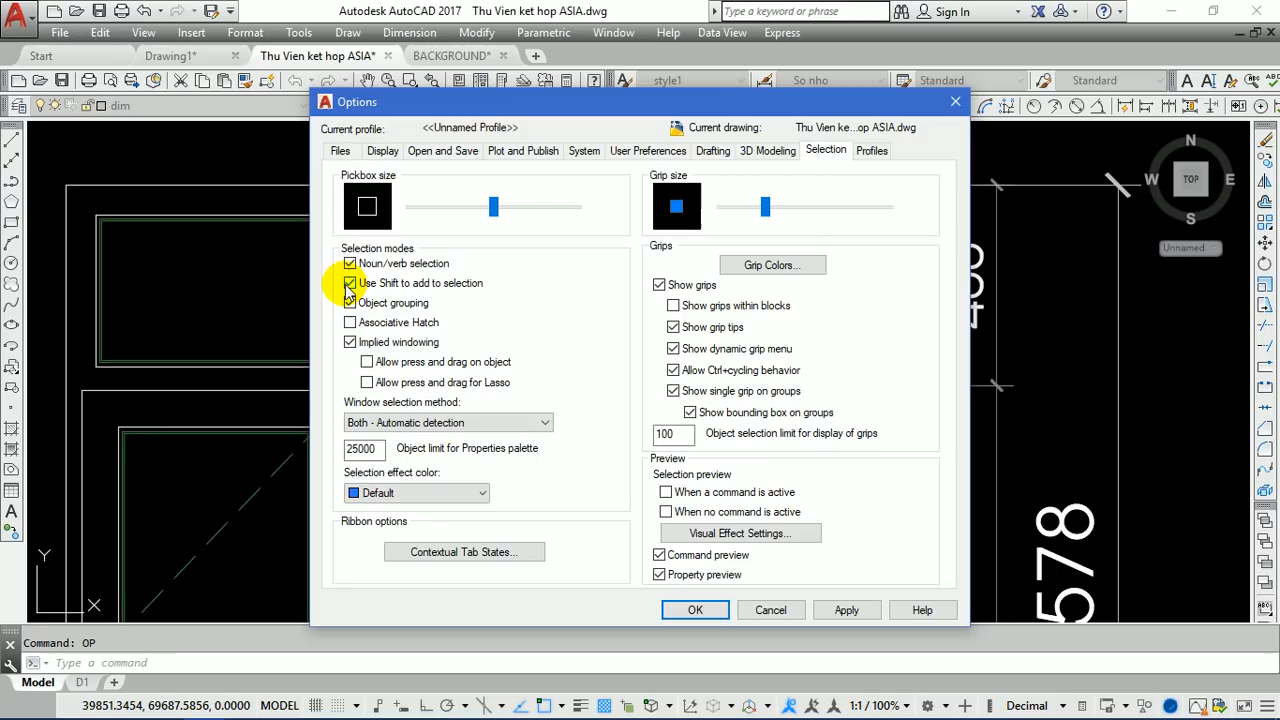 Autodesk AutoCAD 2017 Thu Vien ket hop ASIA.dwg
Type a keyword or phrase
Sign In
File Edit View Insert Format Tools Draw Dimension Modify Parametric Window Help Data View Express
Start Drawing1* Thu Vien ket hop ASIA* BACKGROUND*
style1 So nho Standard Standard
dim
Options
Current profile: <<Unnamed Profile>> Current drawing: Thu Vien ke...op ASIA.dwg
Files Display Open and Save Plot and Publish System User Preferences Drafting 3D Modeling Selection Profiles
Pickbox size
Grip size
Selection modes
Noun/verb selection
Use Shift to add to selection
Object grouping
Associative Hatch
Implied windowing
Allow press and drag on object
Allow press and drag for Lasso
Window selection method:
Both - Automatic detection
25000 Object limit for Properties palette
Selection effect color:
Default
Ribbon options
Contextual Tab States...
Grips
Grip Colors...
Show grips
Show grips within blocks
Show grip tips
Show dynamic grip menu
Allow Ctrl+cycling behavior
Show single grip on groups
Show bounding box on groups
100 Object selection limit for display of grips
Preview
Selection preview
When a command is active
When no command is active
Visual Effect Settings...
Command preview
Property preview
OK Cancel Apply Help
N
W TOP E
S
Unnamed
578
Y
X
Command: OP
Type a command
Model D1
39851.3454, 69687.5856, 0.0000 MODEL 1:1 / 100% Decimal